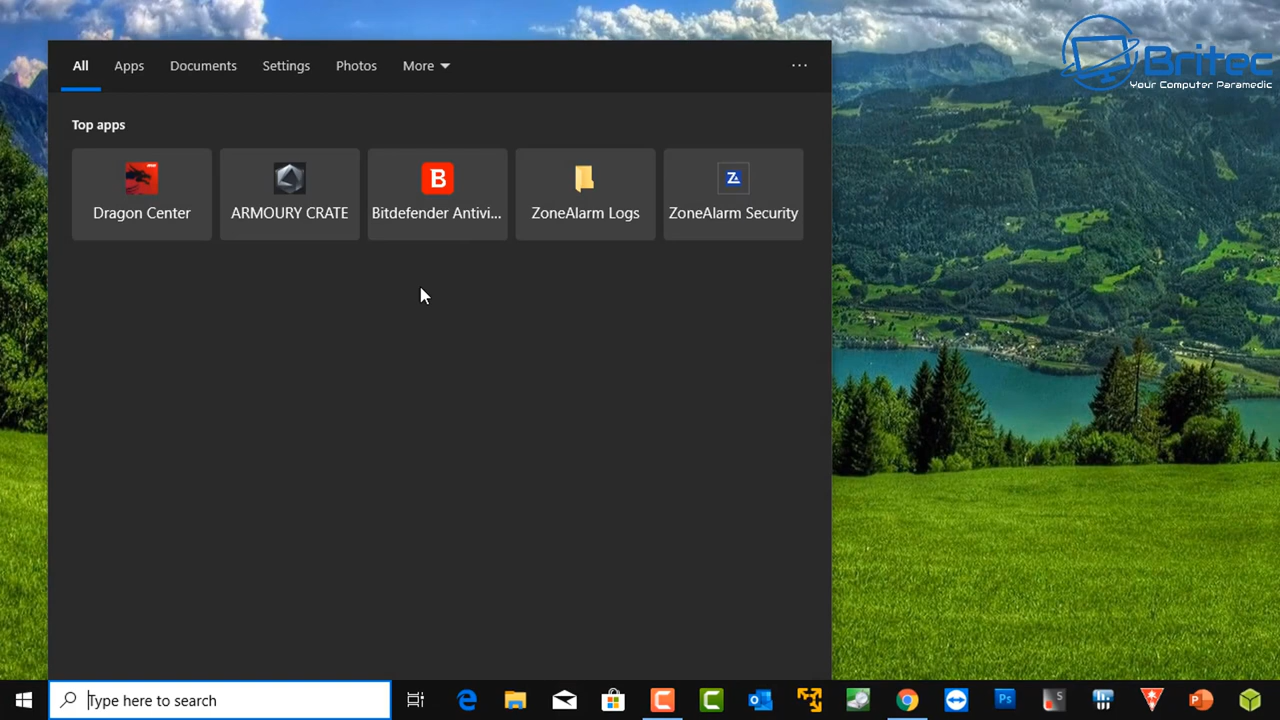 Britec
Your Computer Paramedic
All
Apps
Documents
Settings
Photos
More
Top apps
Dragon Center
ARMOURY CRATE
B
Bitdefender Antivi...
ZoneAlarm Logs
Z
ZoneAlarm Security
Type here to search
C
C
Ps
S
P